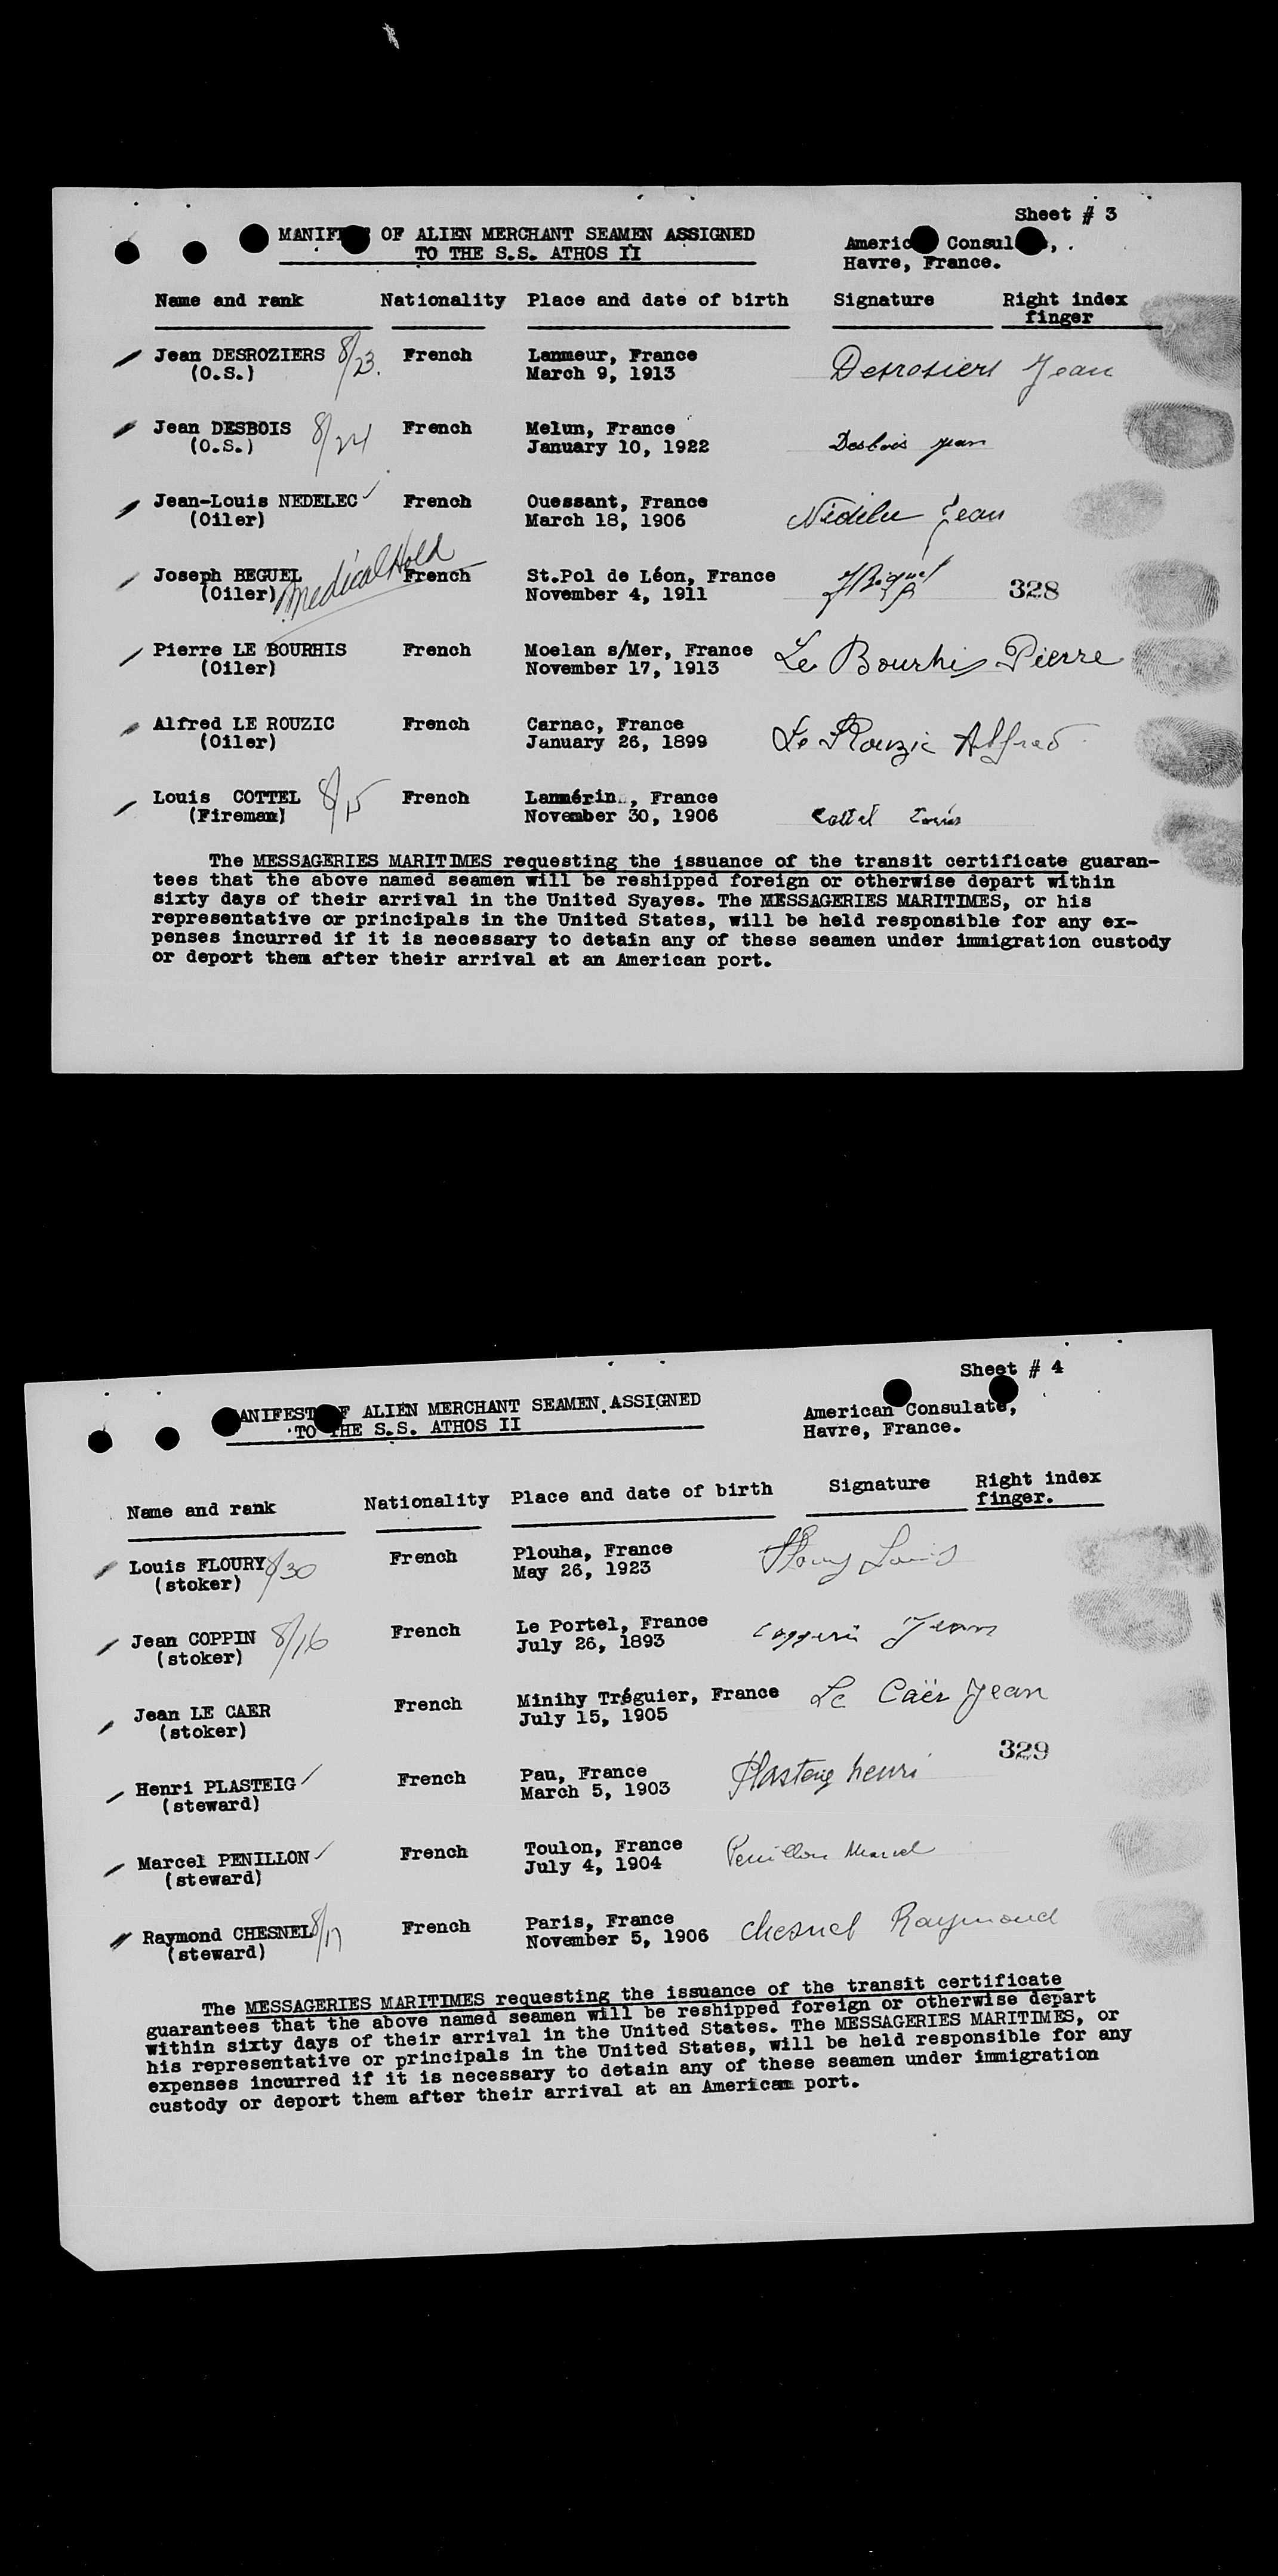 Sheet # 3
MANIFE OF ALIEN MERCHANT SEAMEN ASSIGNED
TO THE S.S. ATHOS II
Americ Consul e,
Havre, France.
Name and rank Nationality Place and date of birth Signature Right index
finger
Jean DESROZIERS 8/23. French Lanmeur, France Desrosiers Jean
(O.S.) March 9, 1913
Jean DESBOIS 8/24 French Melun, France Desbois jean
(O.S.) January 10, 1922
Jean-Louis NEDELEC French Ouessant, France Jean
(Oiler) March 18, 1906
Medical Hold
Joseph BEGUEL French St.Pol de Léon, France
(Oiler) November 4, 1911 328
Pierre LE BOURHIS French Moelan s/Mer, France Le Bourhis Pierre
(Oiler) November 17, 1913
Alfred LE ROUZIC French Carnac, France Le Rouzic Alfred
(Oiler) January 26, 1899
Louis COTTEL 8/15 French Lannérin., France Cottel Louis
(Fireman) November 30, 1906
The MESSAGERIES MARITIMES requesting the issuance of the transit certificate guaran-
tees that the above named seamen will be reshipped foreign or otherwise depart within
sixty days of their arrival in the United Syayes. The MESSAGERIES MARITIMES, or his
representative or principals in the United States, will be held responsible for any ex-
penses incurred if it is necessary to detain any of these seamen under immigration custody
or deport them after their arrival at an American port.
Sheet # 4
ANIFEST F ALIEN MERCHANT SEAMEN ASSIGNED
TO THE S.S. ATHOS II
American Consulate,
Havre, France.
Name and rank Nationality Place and date of birth Signature Right index
finger.
Louis FLOURY 8/30 French Plouha, France Floury Louis
(stoker) May 26, 1923
Jean COPPIN 8/16 French Le Portel, France Jean
(stoker) July 26, 1893
Jean LE CAER French Minihy Tréguier, France Le Caër Jean
(stoker) July 15, 1905
329
Henri PLASTEIG French Pau, France Plasteig henri
(steward) March 5, 1903
Marcel PENILLON French Toulon, France Penillon Marcel
(steward) July 4, 1904
Raymond CHESNEL 8/17 French Paris, France chesnel Raymond
(steward) November 5, 1906
The MESSAGERIES MARITIMES requesting the issuance of the transit certificate
guarantees that the above named seamen will be reshipped foreign or otherwise depart
within sixty days of their arrival in the United States. The MESSAGERIES MARITIMES, or
his representative or principals in the United States, will be held responsible for any
expenses incurred if it is necessary to detain any of these seamen under immigration
custody or deport them after their arrival at an American port.